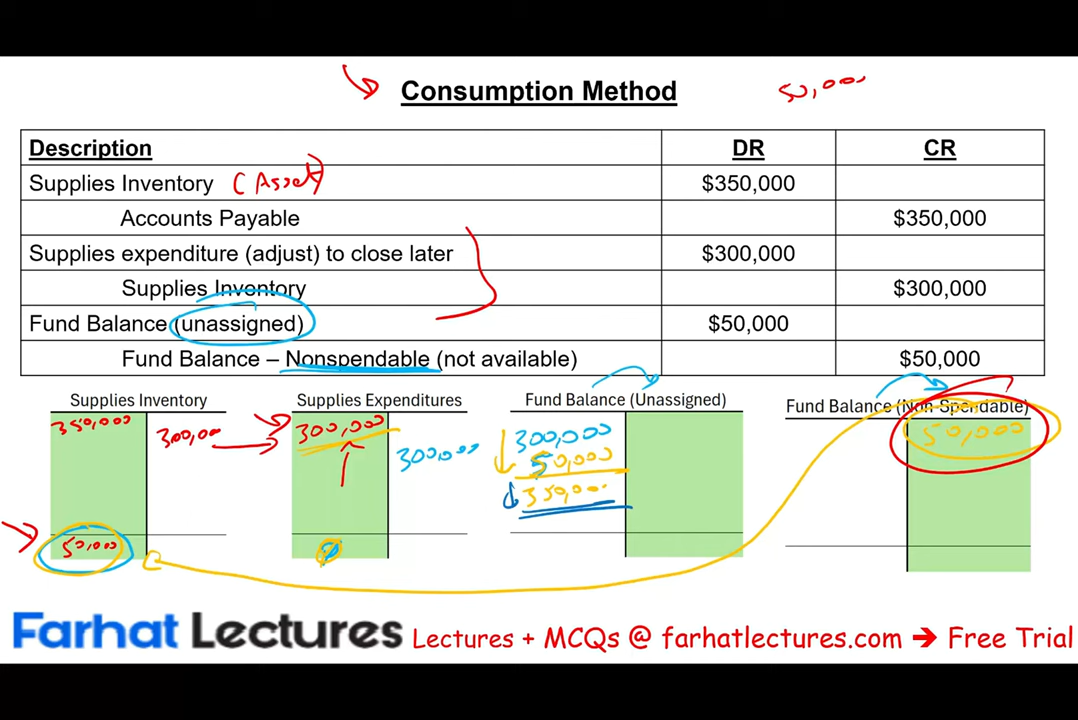 Consumption Method 50,000
Description DR CR
Supplies Inventory (Asset) $350,000
Accounts Payable $350,000
Supplies expenditure (adjust) to close later $300,000
Supplies Inventory $300,000
Fund Balance (unassigned) $50,000
Fund Balance – Nonspendable (not available) $50,000
Supplies Inventory Supplies Expenditures Fund Balance (Unassigned) Fund Balance (Non-Spendable)
350,000 300,00 300,000 300,000 300,000 50,000
50,000
350,000
50,000 0
Farhat Lectures Lectures + MCQs @ farhatlectures.com → Free Trial